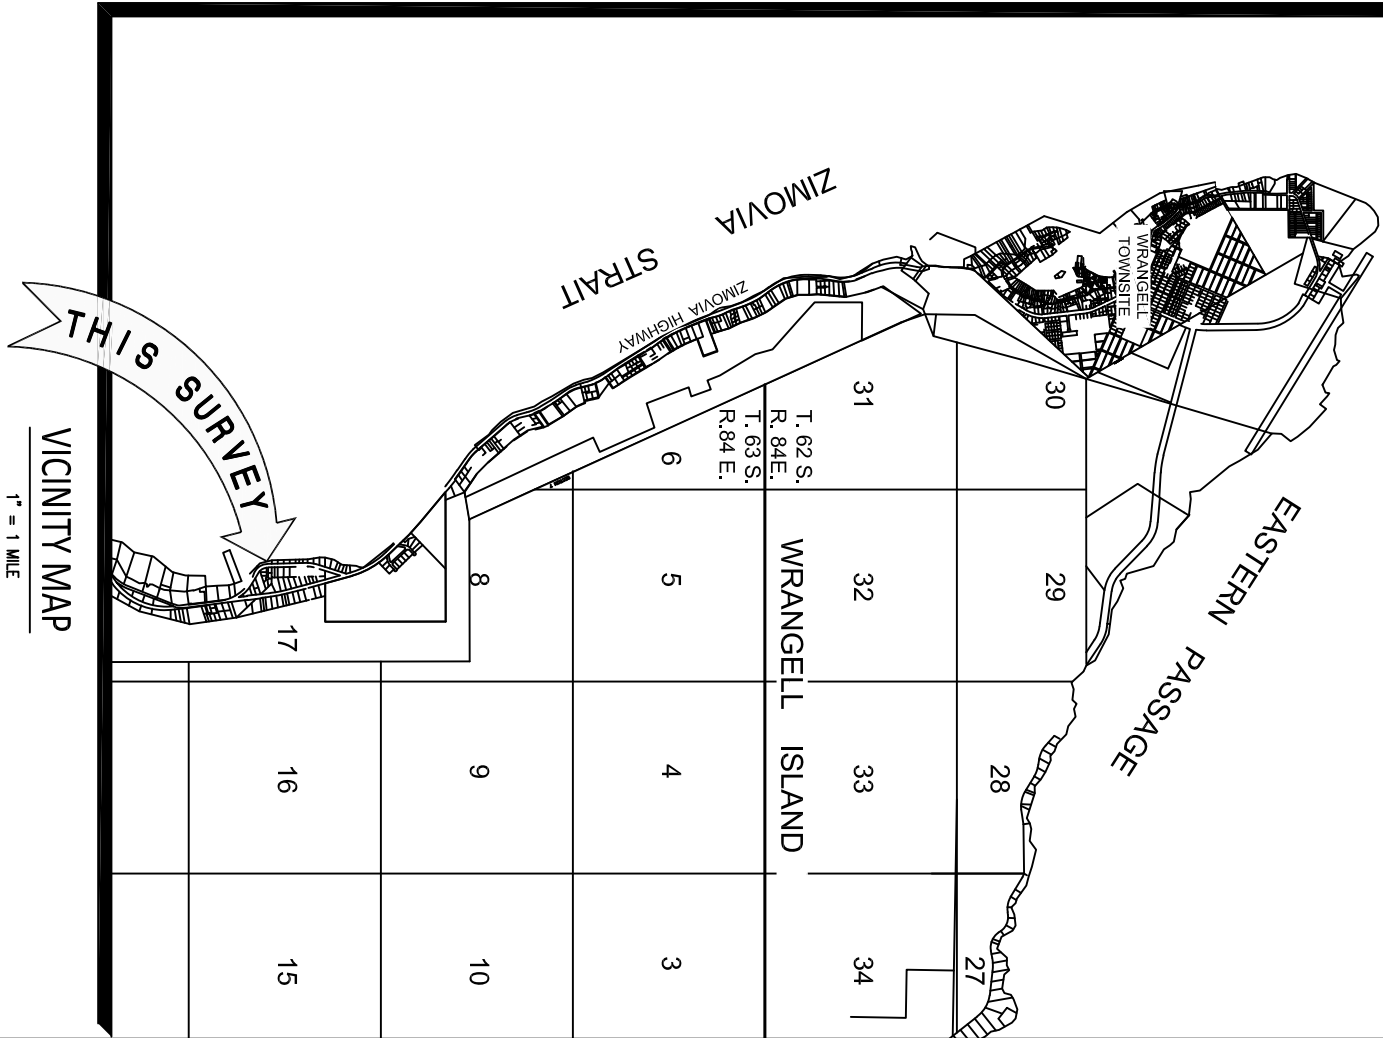 WRANGELL
TOWNSITE
ZIMOVIA
STRAIT
ZIMOVIA HIGHWAY
EASTERN PASSAGE
30
29
28
27
31
32
33
34
T. 62 S.
R. 84E.
T. 63 S.
R.84 E.
WRANGELL ISLAND
6
5
4
3
8
9
10
17
16
15
THIS SURVEY
VICINITY MAP
1" = 1 MILE